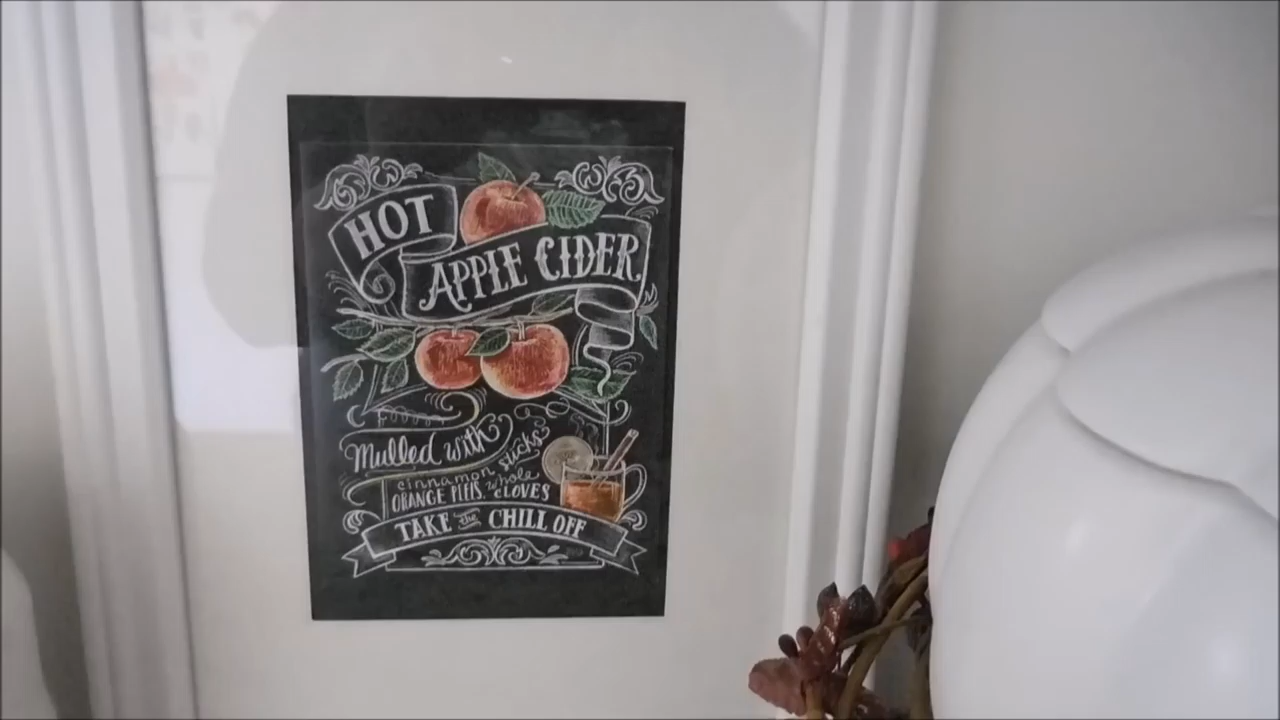 HOT
APPLE CIDER
Mulled with
cinnamon sticks
ORANGE PEELS, whole
CLOVES
TAKE the CHILL OFF